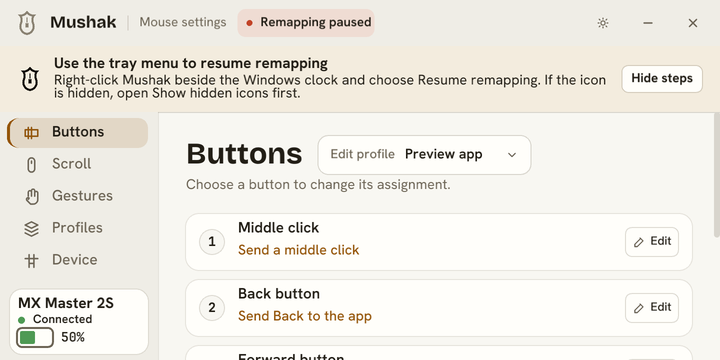 Mushak
Mouse settings
Remapping paused
Use the tray menu to resume remapping
Right-click Mushak beside the Windows clock and choose Resume remapping. If the icon
is hidden, open Show hidden icons first.
Hide steps
Buttons
Scroll
Gestures
Profiles
Device
MX Master 2S
Connected
50%
Buttons
Edit profile Preview app
Choose a button to change its assignment.
1
Middle click
Send a middle click
Edit
2
Back button
Send Back to the app
Edit
Forward button